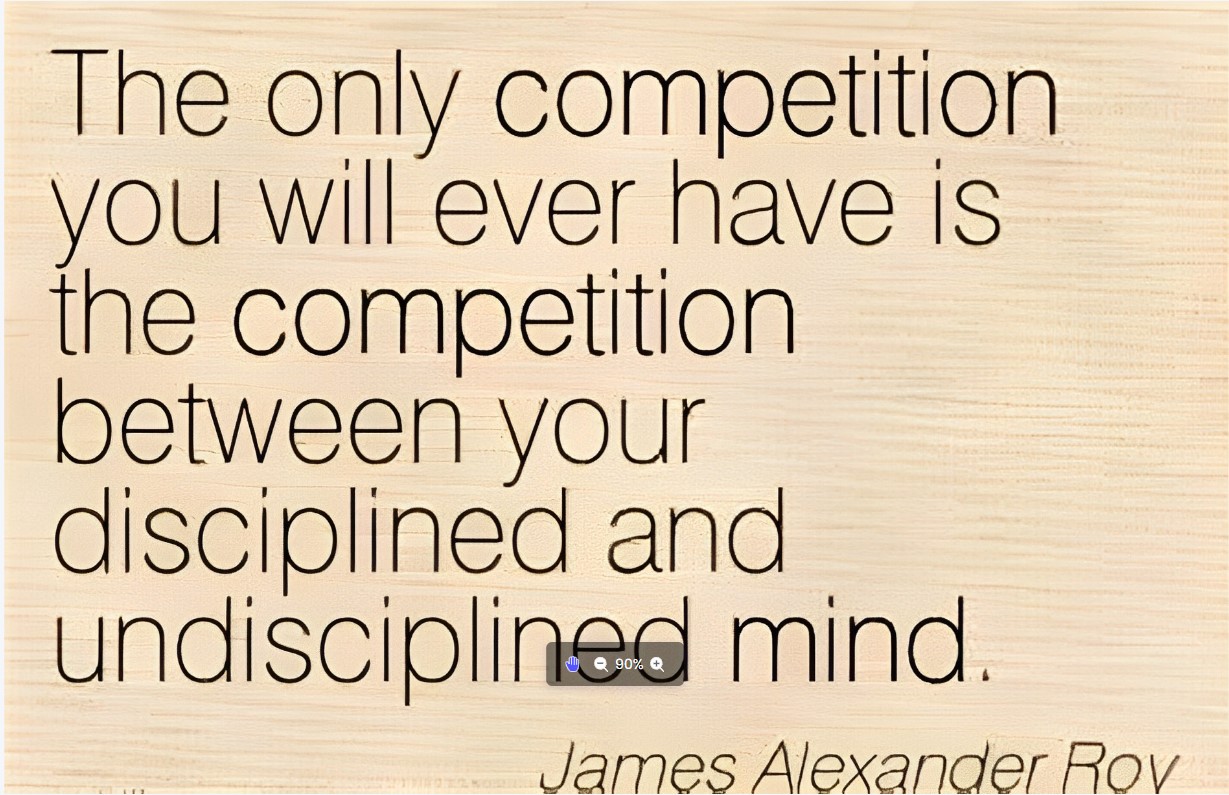 The only competition
you will ever have is
the competition
between your
disciplined and
undisciplined mind.
90%
James Alexander Roy